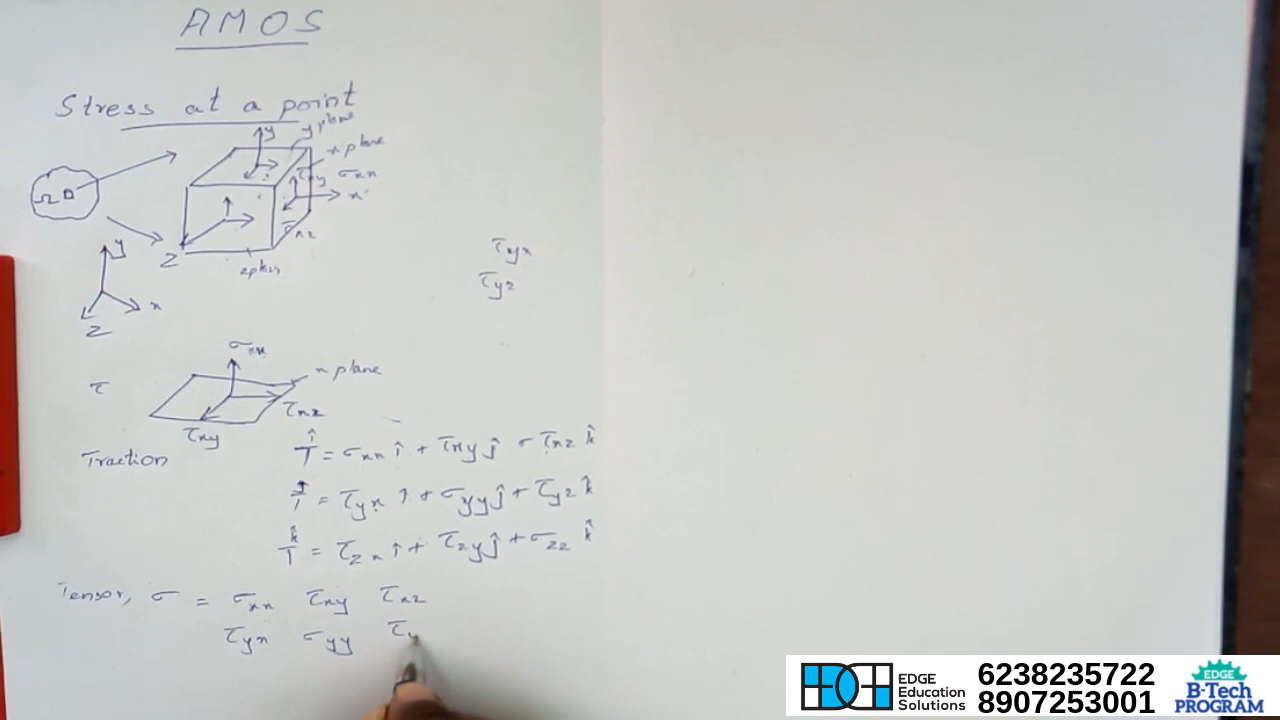 AMOS
Stress at a point
y
y plane
x plane
τxy σxx
x
τxz
Ω
z
z plane
y
x
z
τyx
τyz
σxx
x plane
τ
τxz
τxy
Traction
T^î = σxx î + τxy ĵ + τxz k̂
T^ĵ = τyx î + σyy ĵ + τyz k̂
T^k̂ = τzx î + τzy ĵ + σzz k̂
Tensor, σ = σxx τxy τxz
τyx σyy τy
EDGE
Education
Solutions
6238235722
8907253001
EDGE
B-Tech
PROGRAM